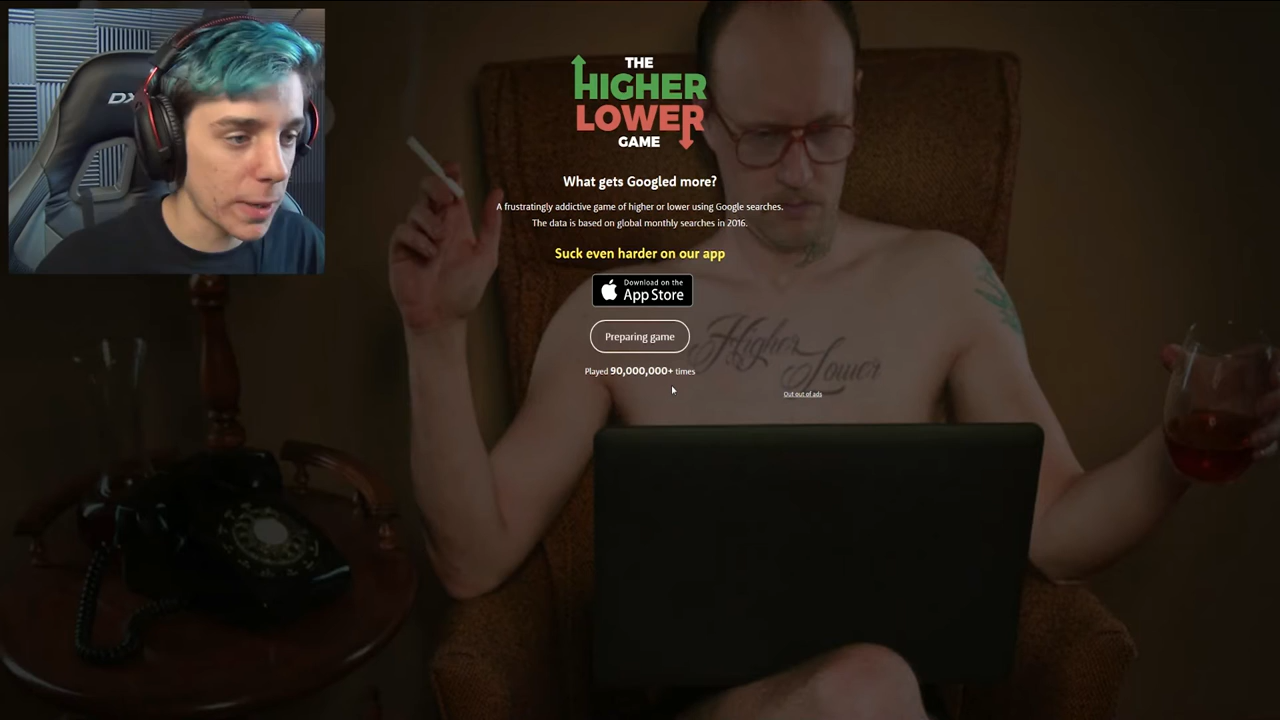 DX
THE
HIGHER
LOWER
GAME
What gets Googled more?
A frustratingly addictive game of higher or lower using Google searches.
The data is based on global monthly searches in 2016.
Suck even harder on our app
Download on the
App Store
Preparing game
Higher
Lower
Played 90,000,000+ times
Out out of ads